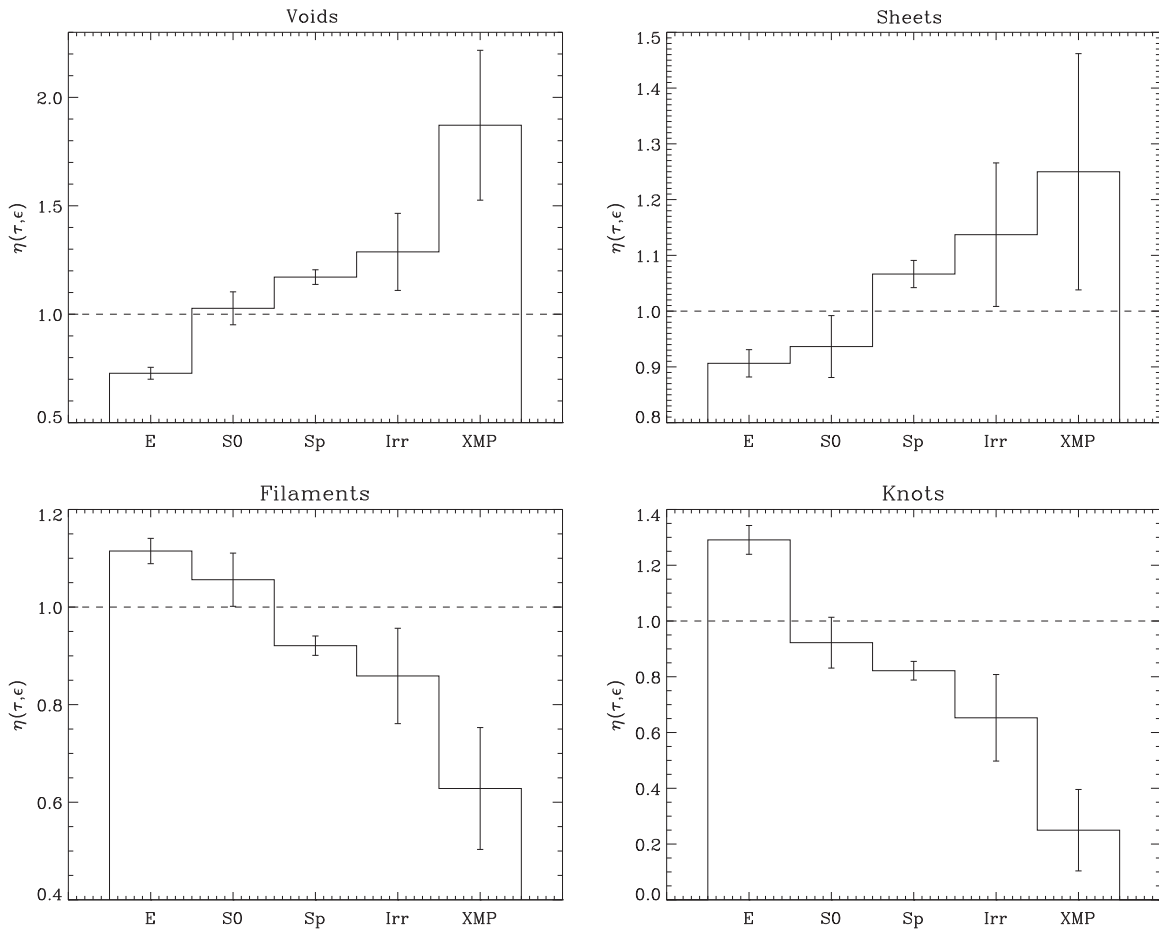 Voids
η(τ,ϵ)
2.0
1.5
1.0
0.5
E S0 Sp Irr XMP
Sheets
η(τ,ϵ)
1.5
1.4
1.3
1.2
1.1
1.0
0.9
0.8
E S0 Sp Irr XMP
Filaments
η(τ,ϵ)
1.2
1.0
0.8
0.6
0.4
E S0 Sp Irr XMP
Knots
η(τ,ϵ)
1.4
1.2
1.0
0.8
0.6
0.4
0.2
0.0
E S0 Sp Irr XMP